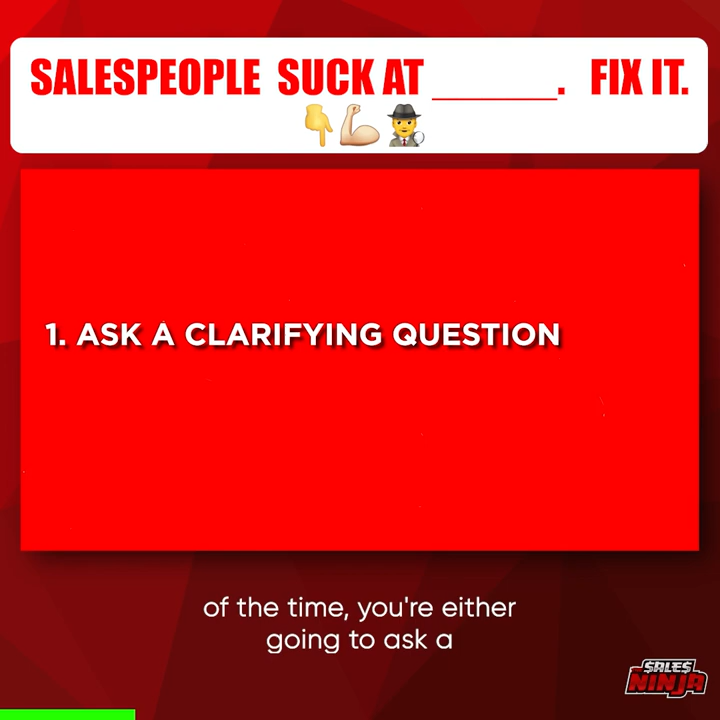 SALESPEOPLE SUCK AT ______. FIX IT.
1. ASK A CLARIFYING QUESTION
of the time, you're either
going to ask a
SALES
NINJA